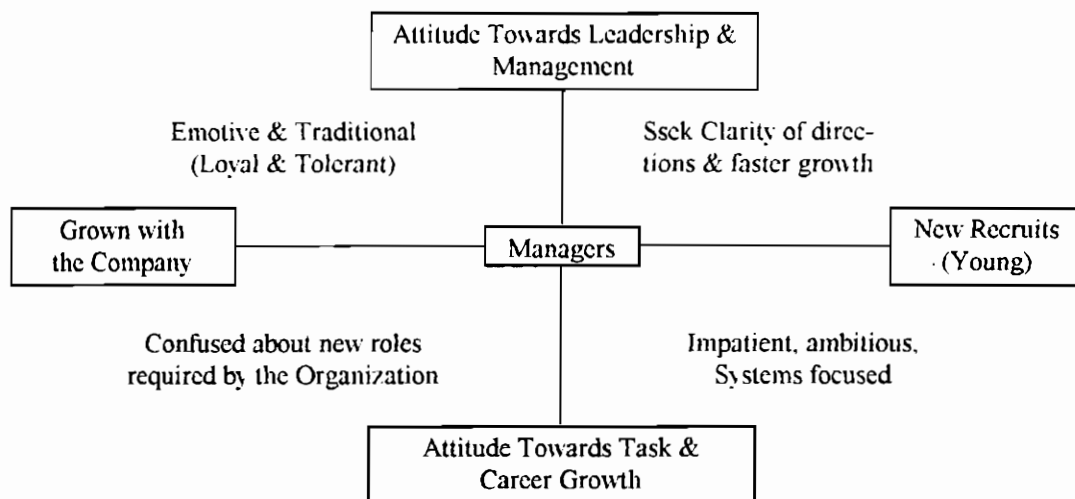 Attitude Towards Leadership &
Management
Emotive & Traditional
(Loyal & Tolerant)
Ssek Clarity of direc-
tions & faster growth
Grown with
the Company
Managers
New Recruits
(Young)
Confused about new roles
required by the Organization
Impatient, ambitious,
Systems focused
Attitude Towards Task &
Career Growth